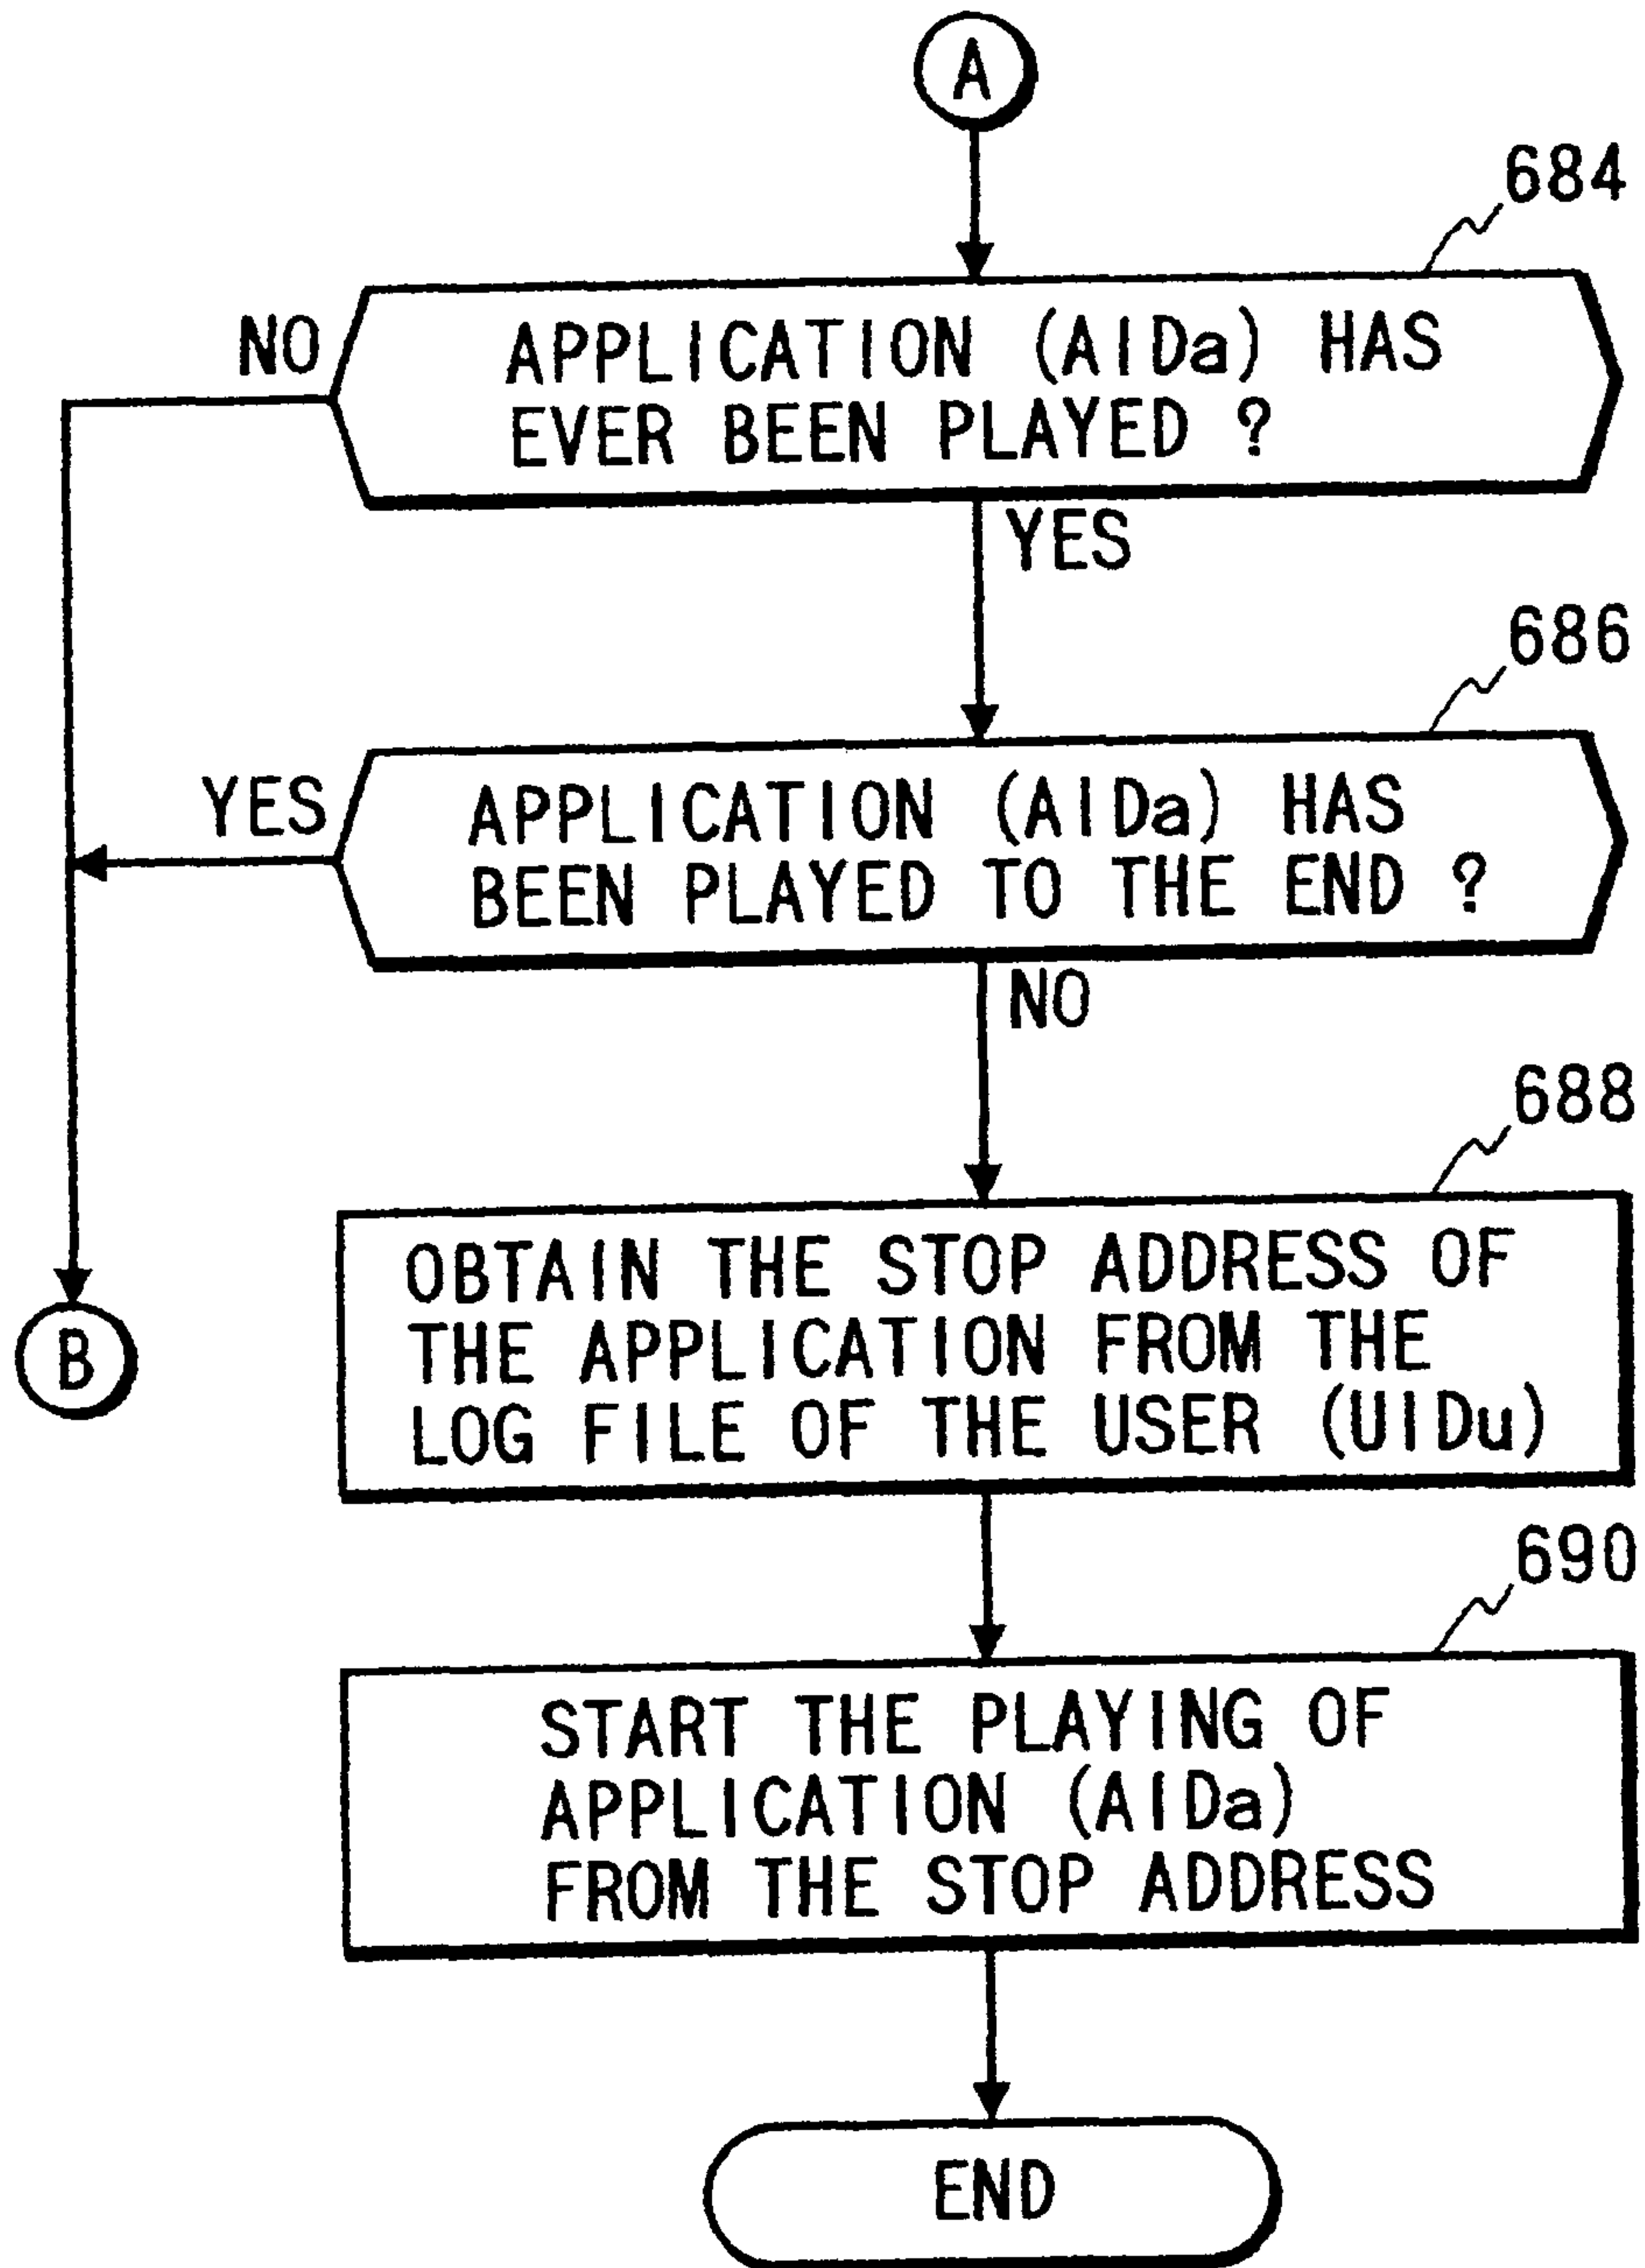 A
684
NO
APPLICATION (AIDa) HAS
EVER BEEN PLAYED ?
YES
686
YES
APPLICATION (AIDa) HAS
BEEN PLAYED TO THE END ?
NO
688
OBTAIN THE STOP ADDRESS OF
THE APPLICATION FROM THE
LOG FILE OF THE USER (UIDu)
B
690
START THE PLAYING OF
APPLICATION (AIDa)
FROM THE STOP ADDRESS
END